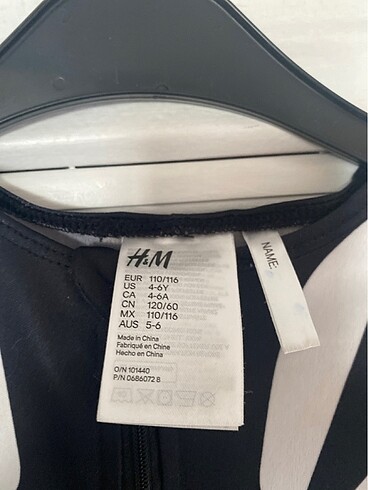 H&M
EUR 110/116
US 4-6Y
CA 4-6A
CN 120/60
MX 110/116
AUS 5-6
Made in China
Fabriqué en Chine
Hecho en China
O/N 101440
P/N 0686072 8
NAME: